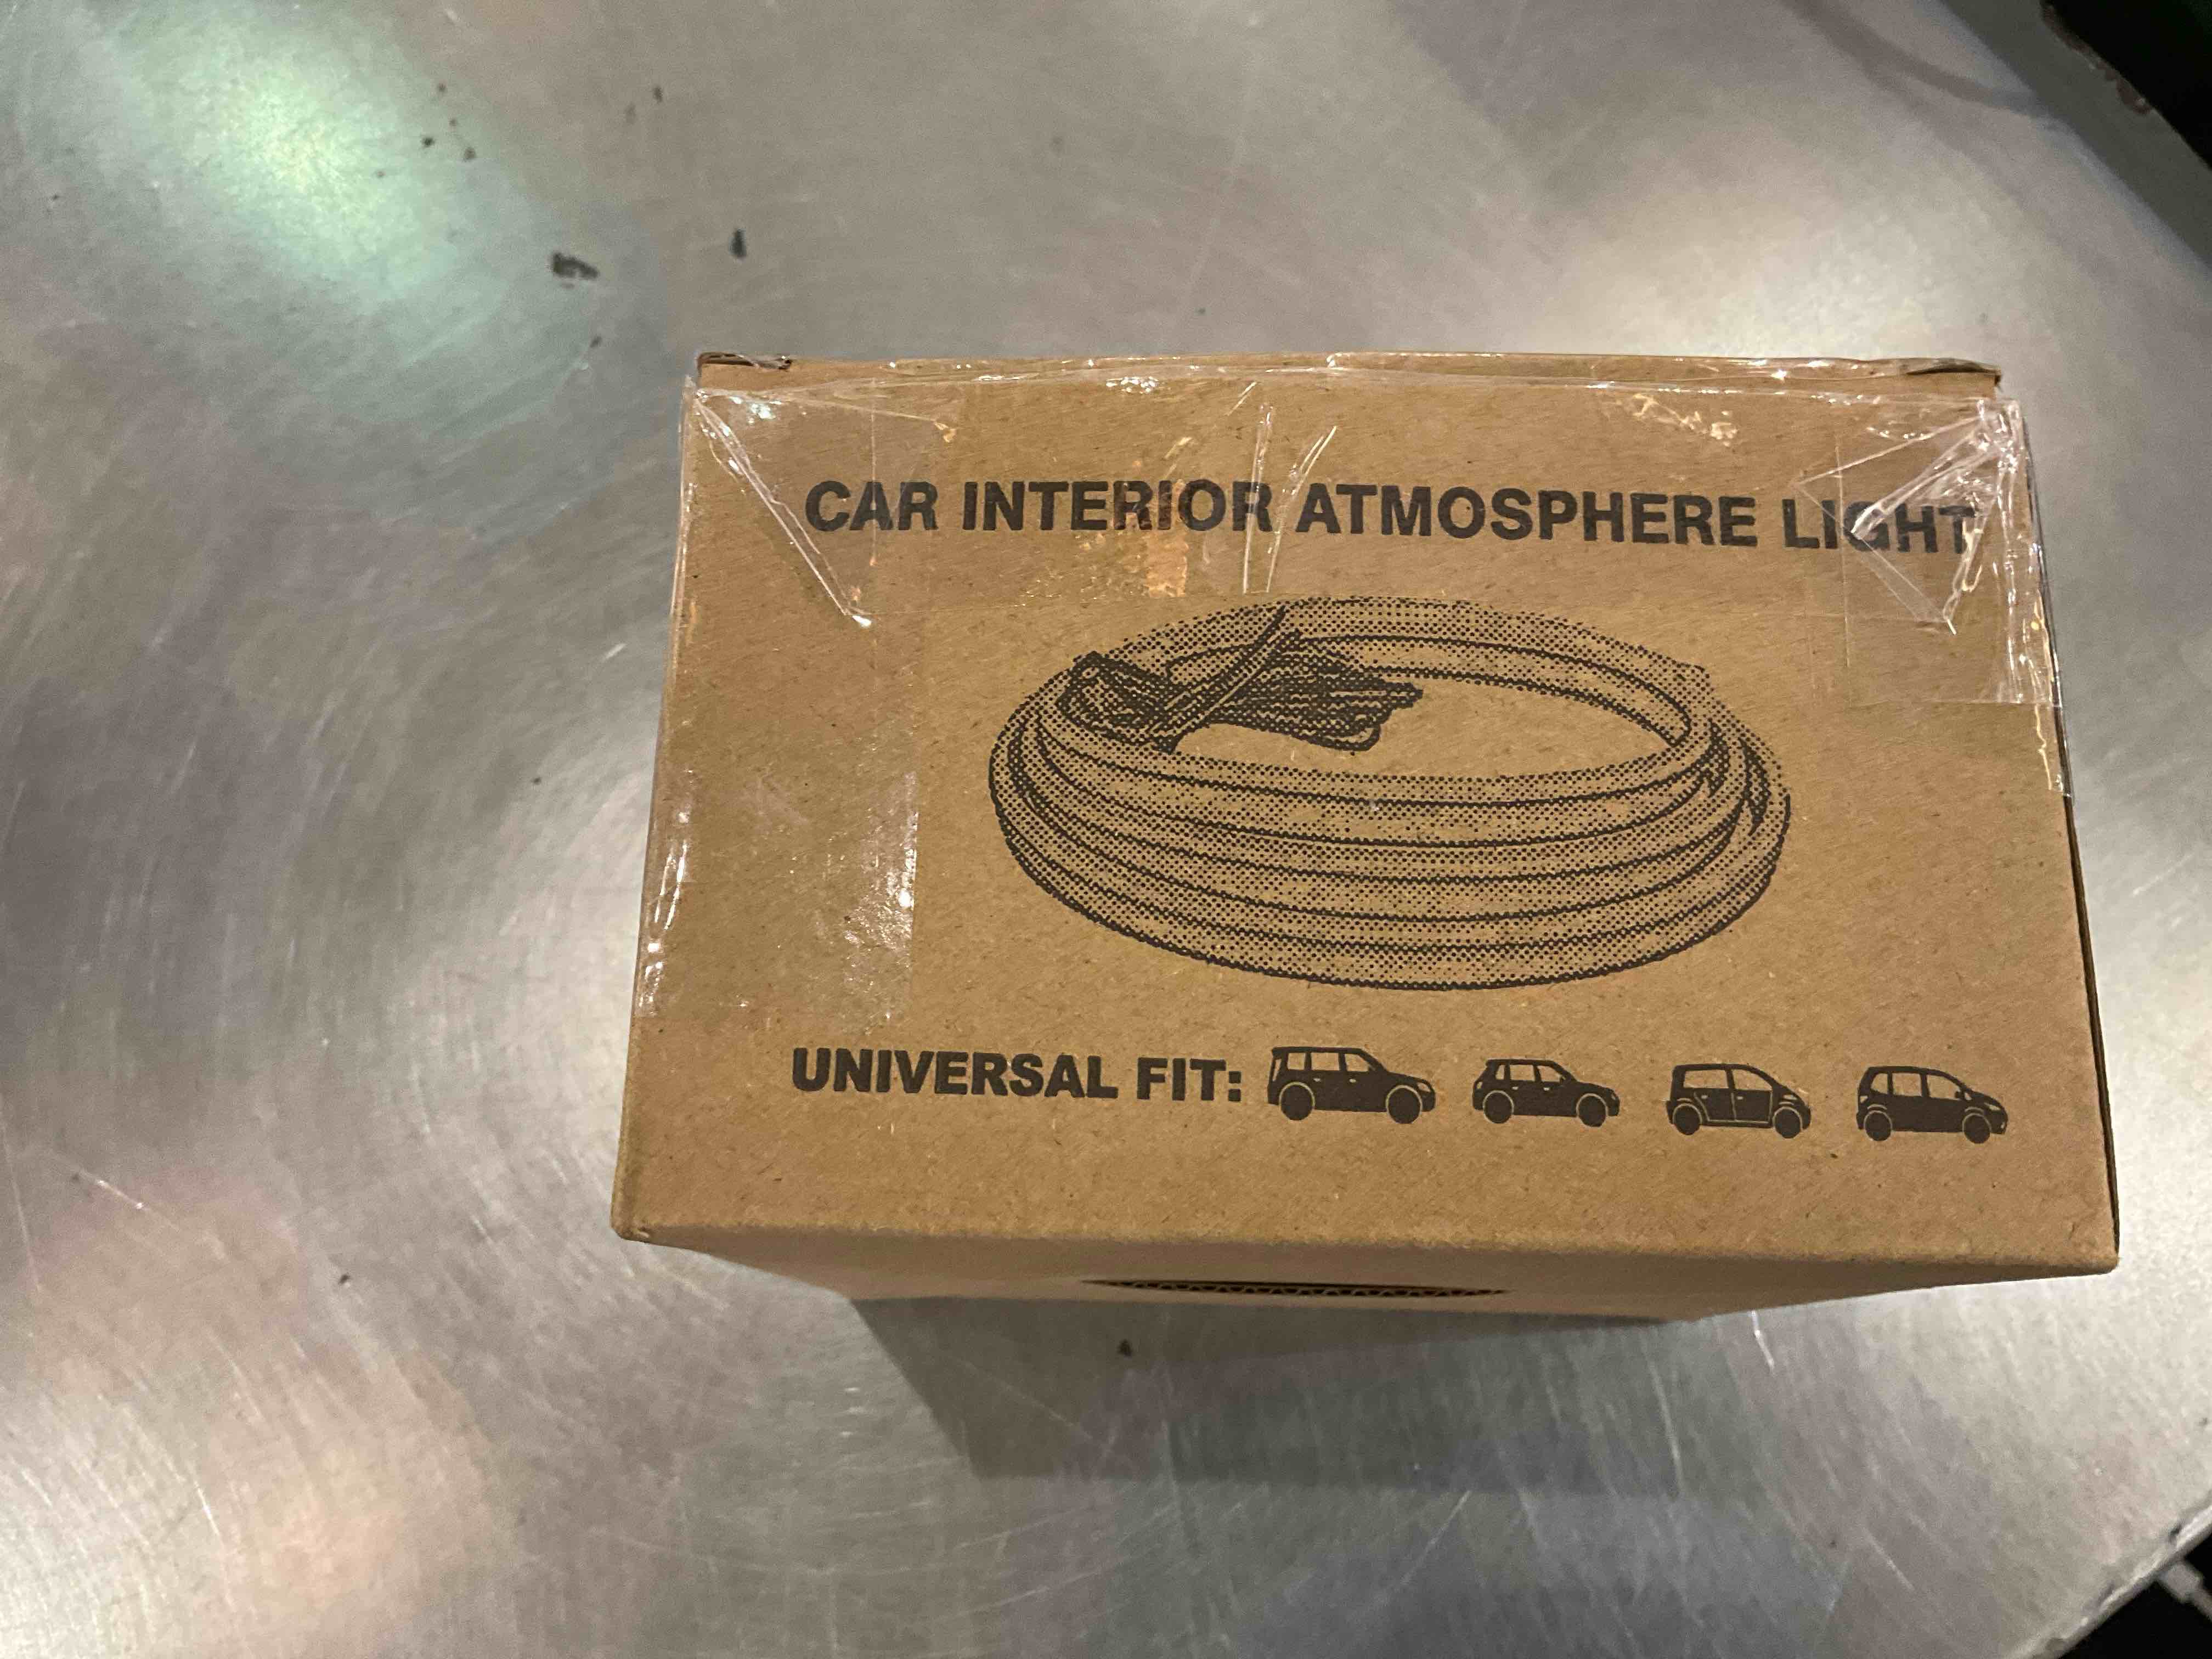 CAR INTERIOR ATMOSPHERE LIGHT
UNIVERSAL FIT: